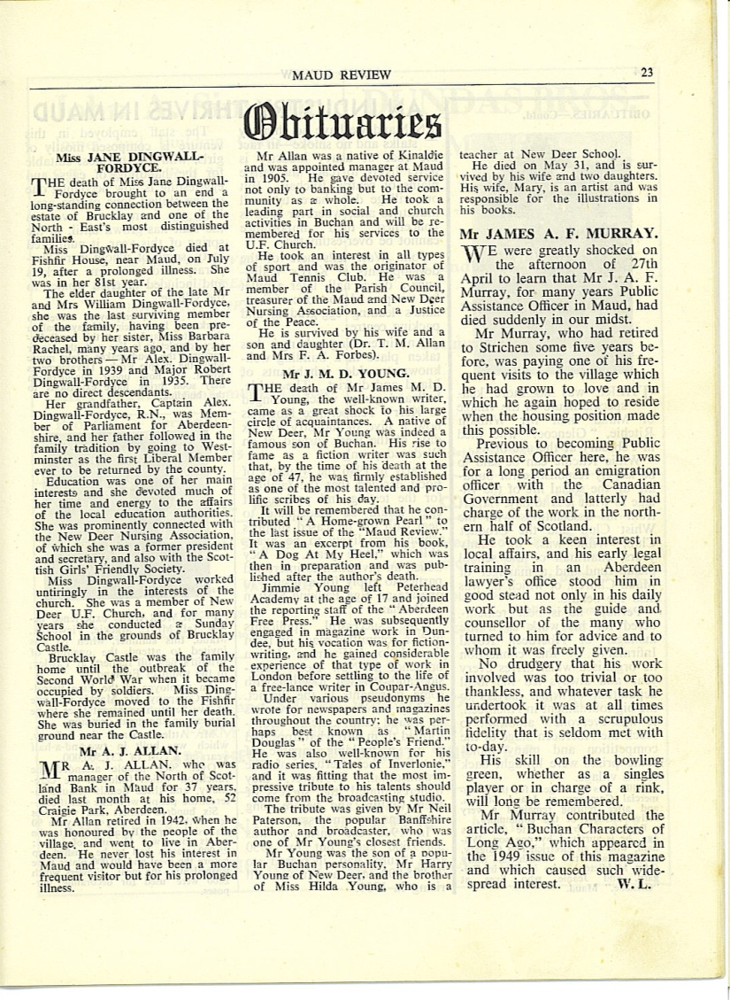 MAUD REVIEW 23
Obituaries
Miss JANE DINGWALL-
FORDYCE.
THE death of Miss Jane Dingwall-
Fordyce brought to an end a
long-standing connection between the
estate of Brucklay and one of the
North - East's most distinguished
families.
Miss Dingwall-Fordyce died at
Fishfir House, near Maud, on July
19, after a prolonged illness. She
was in her 81st year.
The elder daughter of the late Mr
and Mrs William Dingwall-Fordyce,
she was the last surviving member
of the family, having been pre-
deceased by her sister, Miss Barbara
Rachel, many years ago, and by her
two brothers — Mr Alex. Dingwall-
Fordyce in 1939 and Major Robert
Dingwall-Fordyce in 1935. There
are no direct descendants.
Her grandfather, Captain Alex.
Dingwall-Fordyce, R.N., was Mem-
ber of Parliament for Aberdeen-
shire, and her father followed in the
family tradition by going to West-
minster as the first Liberal Member
ever to be returned by the county.
Education was one of her main
interests and she devoted much of
her time and energy to the affairs
of the local education authorities.
She was prominently connected with
the New Deer Nursing Association,
of which she was a former president
and secretary, and also with the Scot-
tish Girls' Friendly Society.
Miss Dingwall-Fordyce worked
untiringly in the interests of the
church. She was a member of New
Deer U.F. Church, and for many
years she conducted a Sunday
School in the grounds of Brucklay
Castle.
Brucklay Castle was the family
home until the outbreak of the
Second World War when it became
occupied by soldiers. Miss Ding-
wall-Fordyce moved to the Fishfir
where she remained until her death.
She was buried in the family burial
ground near the Castle.
Mr A. J. ALLAN.
MR A. J. ALLAN, who was
manager of the North of Scot-
land Bank in Maud for 37 years,
died last month at his home, 52
Craigie Park, Aberdeen.
Mr Allan retired in 1942, when he
was honoured by the people of the
village, and went to live in Aber-
deen. He never lost his interest in
Maud and would have been a more
frequent visitor but for his prolonged
illness.
Mr Allan was a native of Kinaldie
and was appointed manager at Maud
in 1905. He gave devoted service
not only to banking but to the com-
munity as a whole. He took a
leading part in social and church
activities in Buchan and will be re-
membered for his services to the
U.F. Church.
He took an interest in all types
of sport and was the originator of
Maud Tennis Club. He was a
member of the Parish Council,
treasurer of the Maud and New Deer
Nursing Association, and a Justice
of the Peace.
He is survived by his wife and a
son and daughter (Dr. T. M. Allan
and Mrs F. A. Forbes).
Mr J. M. D. YOUNG.
THE death of Mr James M. D.
Young, the well-known writer,
came as a great shock to his large
circle of acquaintances. A native of
New Deer, Mr Young was indeed a
famous son of Buchan. His rise to
fame as a fiction writer was such
that, by the time of his death at the
age of 47, he was firmly established
as one of the most talented and pro-
lific scribes of his day.
It will be remembered that he con-
tributed " A Home-grown Pearl " to
the last issue of the "Maud Review."
It was an excerpt from his book,
" A Dog At My Heel," which was
then in preparation and was pub-
lished after the author's death.
Jimmie Young left Peterhead
Academy at the age of 17 and joined
the reporting staff of the " Aberdeen
Free Press." He was subsequently
engaged in magazine work in Dun-
dee, but his vocation was for fiction-
writing, and he gained considerable
experience of that type of work in
London before settling to the life of
a free-lance writer in Coupar-Angus.
Under various pseudonyms he
wrote for newspapers and magazines
throughout the country; he was per-
haps best known as " Martin
Douglas " of the " People's Friend."
He was also well-known for his
radio series, " Tales of Inverlonie,"
and it was fitting that the most im-
pressive tribute to his talents should
come from the broadcasting studio.
The tribute was given by Mr Neil
Paterson, the popular Banffshire
author and broadcaster, who was
one of Mr Young's closest friends.
Mr Young was the son of a popu-
lar Buchan personality, Mr Harry
Young of New Deer, and the brother
of Miss Hilda Young, who is a
teacher at New Deer School.
He died on May 31, and is sur-
vived by his wife and two daughters.
His wife, Mary, is an artist and was
responsible for the illustrations in
his books.
Mr JAMES A. F. MURRAY.
WE were greatly shocked on
the afternoon of 27th
April to learn that Mr J. A. F.
Murray, for many years Public
Assistance Officer in Maud, had
died suddenly in our midst.
Mr Murray, who had retired
to Strichen some five years be-
fore, was paying one of his fre-
quent visits to the village which
he had grown to love and in
which he again hoped to reside
when the housing position made
this possible.
Previous to becoming Public
Assistance Officer here, he was
for a long period an emigration
officer with the Canadian
Government and latterly had
charge of the work in the north-
ern half of Scotland.
He took a keen interest in
local affairs, and his early legal
training in an Aberdeen
lawyer's office stood him in
good stead not only in his daily
work but as the guide and
counsellor of the many who
turned to him for advice and to
whom it was freely given.
No drudgery that his work
involved was too trivial or too
thankless, and whatever task he
undertook it was at all times
performed with a scrupulous
fidelity that is seldom met with
to-day.
His skill on the bowling
green, whether as a singles
player or in charge of a rink,
will long be remembered.
Mr Murray contributed the
article, " Buchan Characters of
Long Ago," which appeared in
the 1949 issue of this magazine
and which caused such wide-
spread interest. W. L.